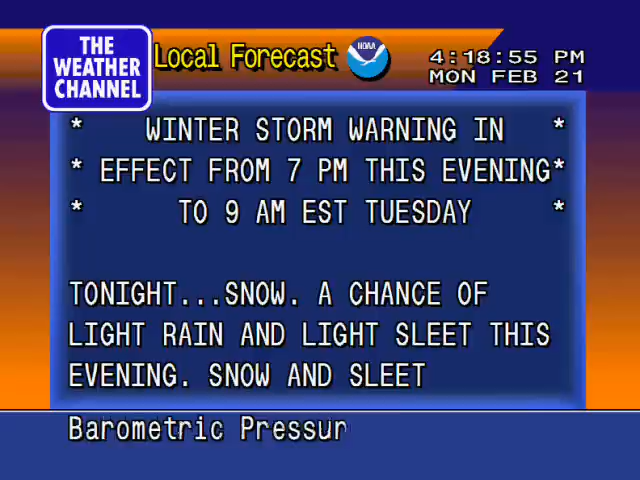 THE
WEATHER
CHANNEL
Local Forecast
NOAA
4:18:55 PM
MON FEB 21
* WINTER STORM WARNING IN *
* EFFECT FROM 7 PM THIS EVENING*
* TO 9 AM EST TUESDAY *
TONIGHT...SNOW. A CHANCE OF
LIGHT RAIN AND LIGHT SLEET THIS
EVENING. SNOW AND SLEET
Barometric Pressur